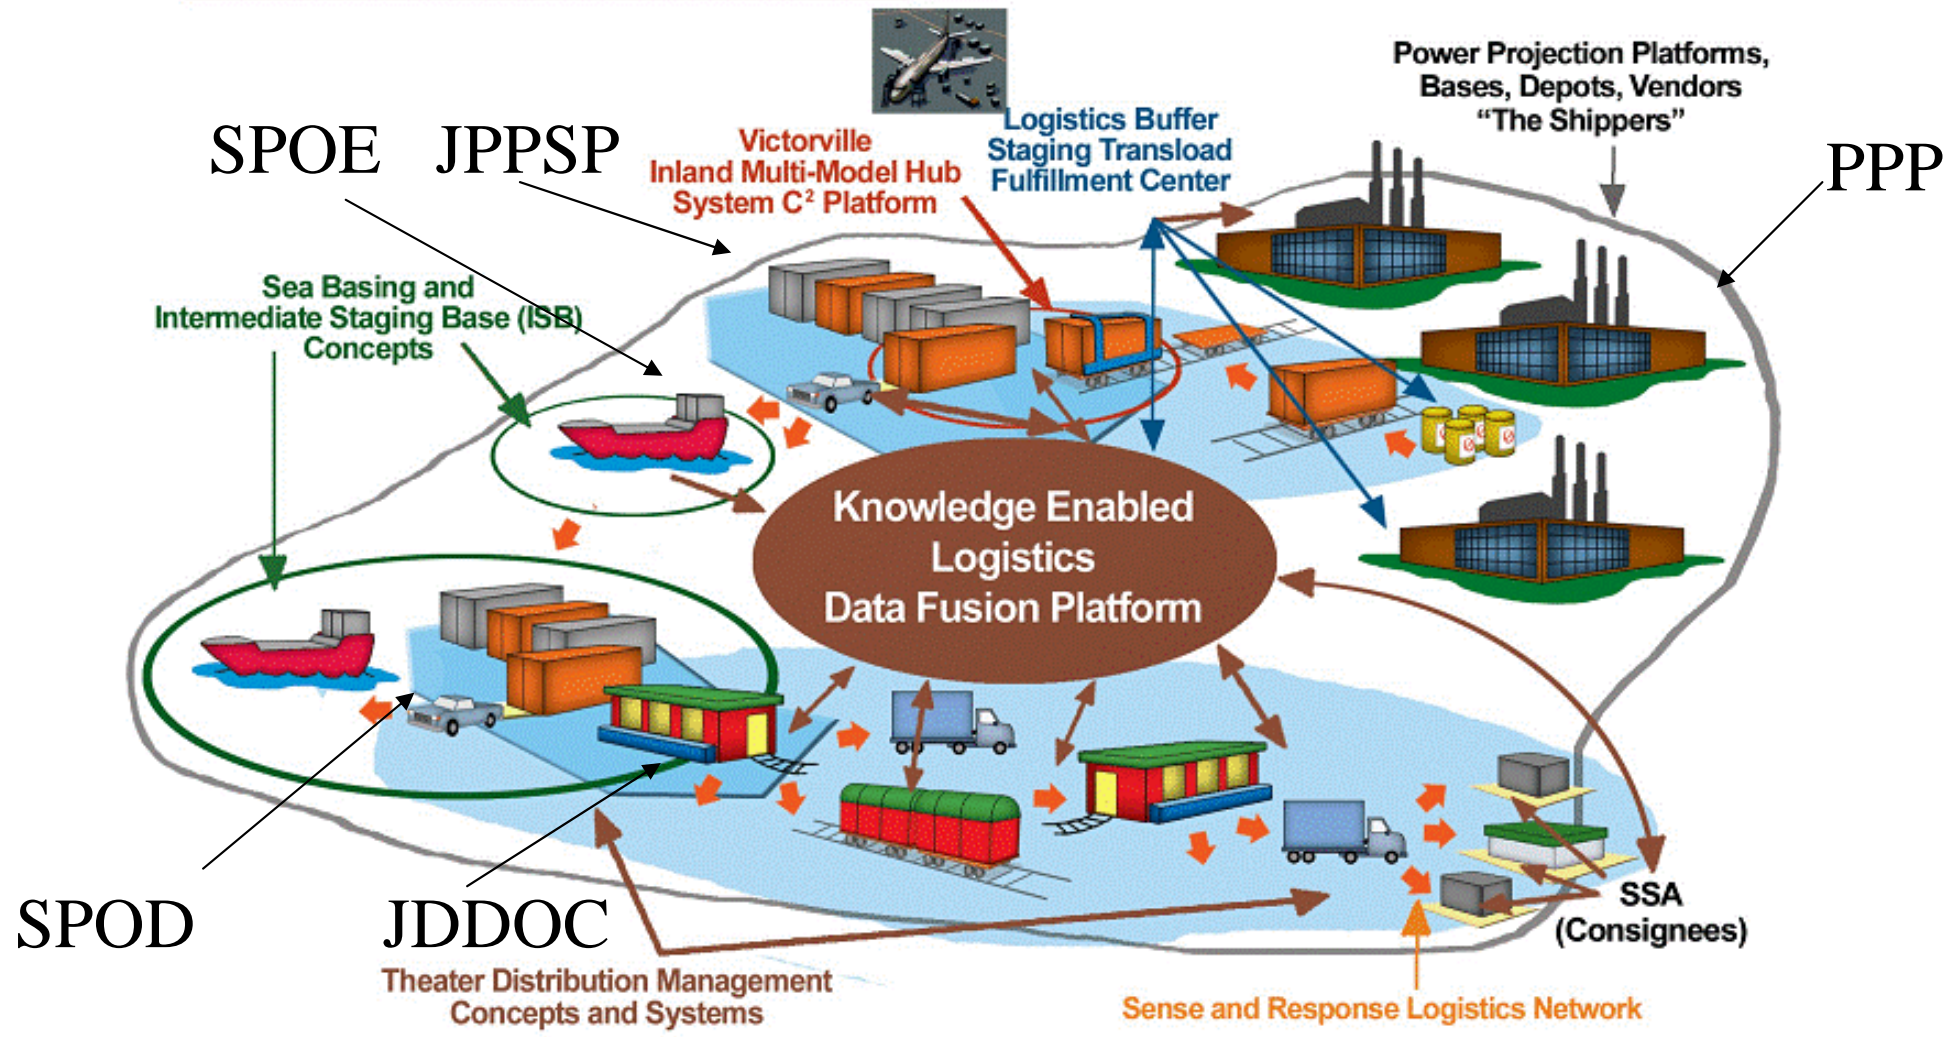 Power Projection Platforms,
Bases, Depots, Vendors
“The Shippers”
Logistics Buffer
Staging Transload
Fulfillment Center
Victorville
Inland Multi-Model Hub
System C² Platform
SPOE
JPPSP
PPP
Sea Basing and
Intermediate Staging Base (ISB)
Concepts
Knowledge Enabled
Logistics
Data Fusion Platform
SPOD
JDDOC
SSA
(Consignees)
Theater Distribution Management
Concepts and Systems
Sense and Response Logistics Network